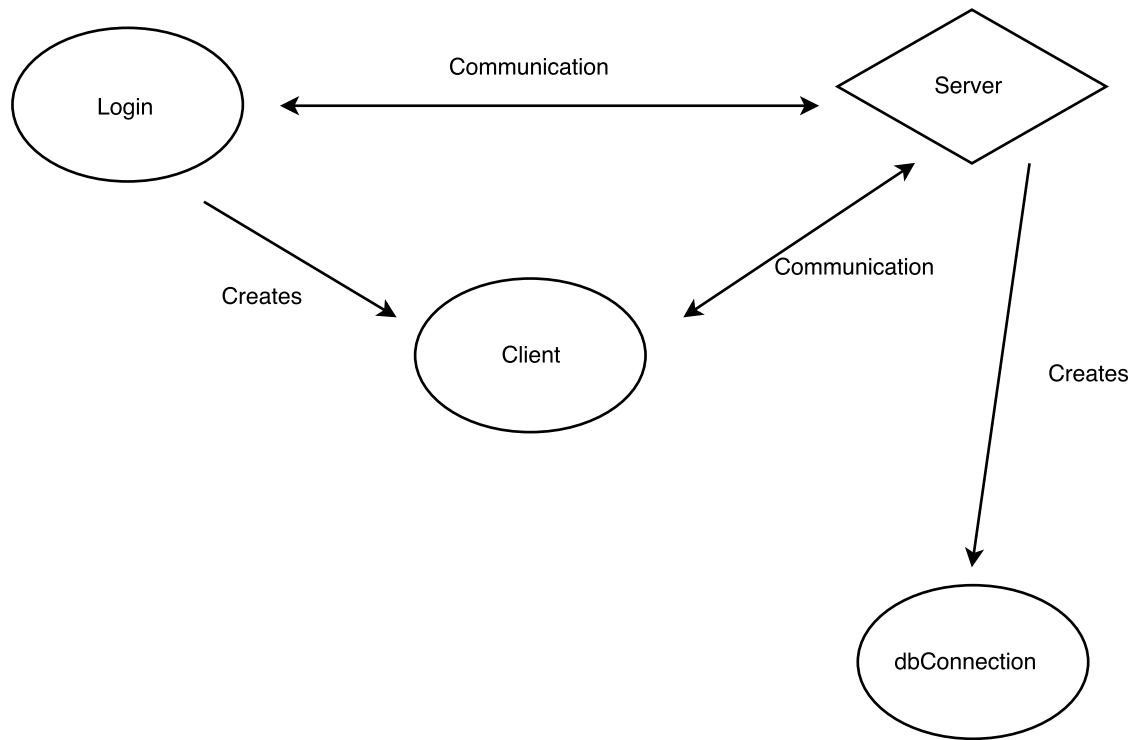 Communication
Server
Login
Communication
Creates
Client
Creates
dbConnection